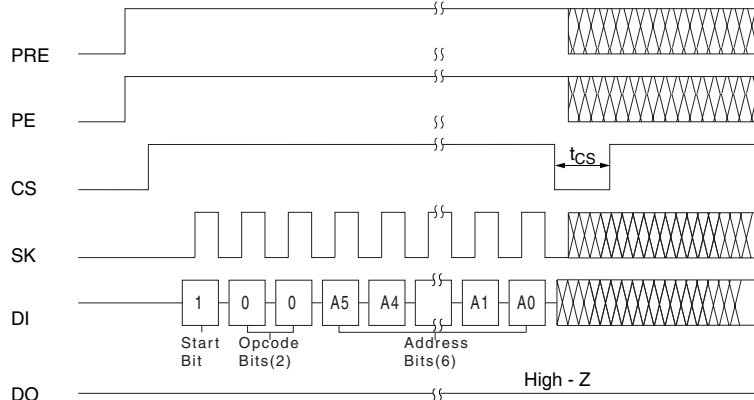 PRE
PE
CS
tCS
SK
DI
1 0 0 A5 A4 A1 A0
Start Bit
Opcode Bits(2)
Address Bits(6)
High - Z
DO